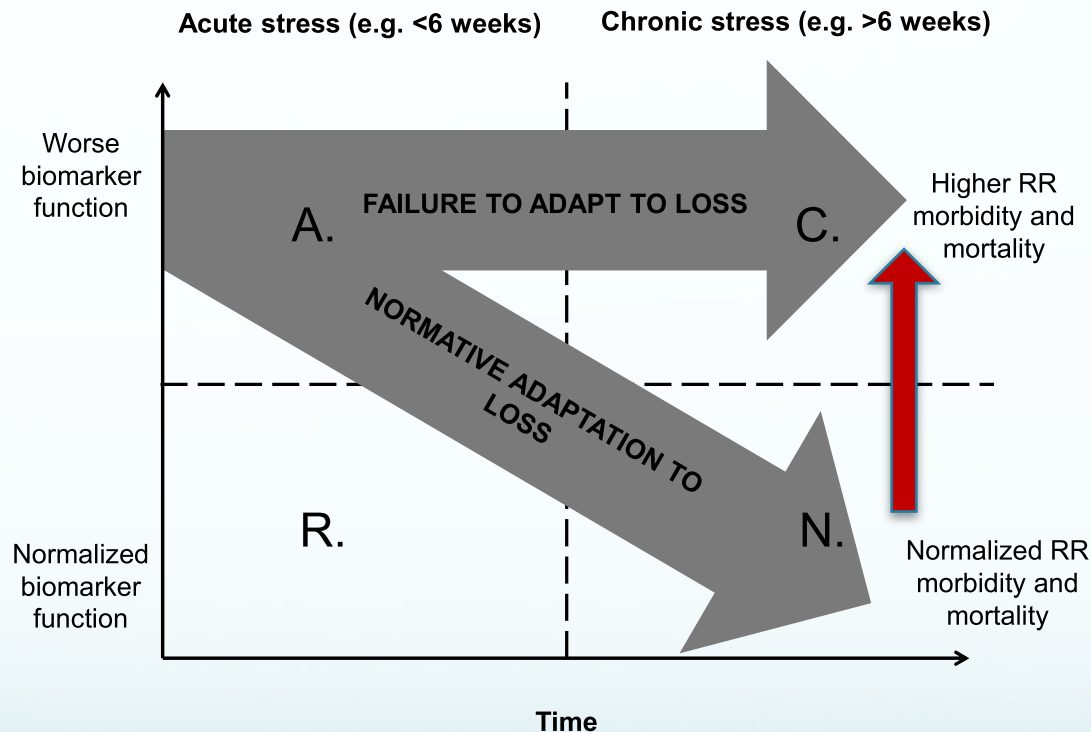 Acute stress (e.g. <6 weeks)
Chronic stress (e.g. >6 weeks)
Worse
biomarker
function
FAILURE TO ADAPT TO LOSS
A.
C.
Higher RR
morbidity and
mortality
NORMATIVE ADAPTATION TO
LOSS
R.
N.
Normalized
biomarker
function
Normalized RR
morbidity and
mortality
Time